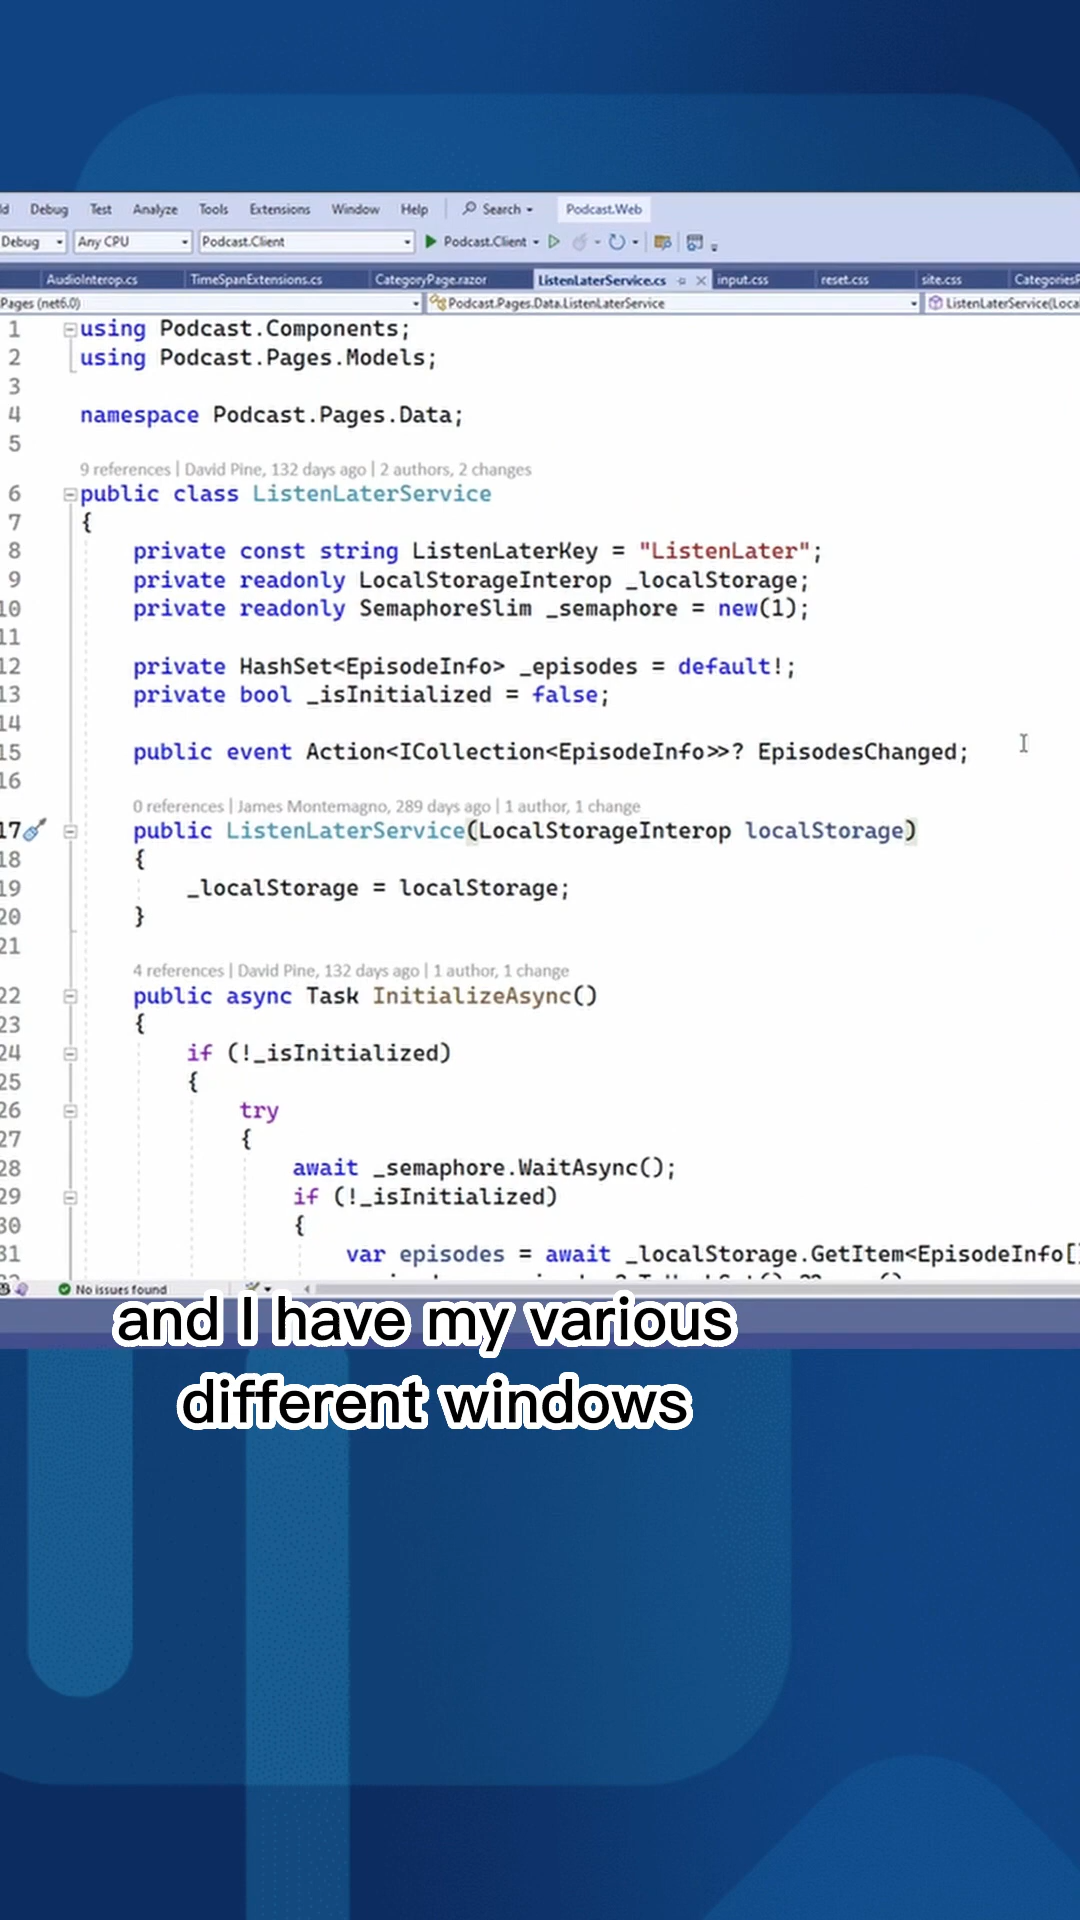 Debug Test Analyze Tools Extensions Window Help Search Podcast.Web
Debug Any CPU Podcast.Client Podcast.Client
AudioInterop.cs TimeSpanExtensions.cs CategoryPage.razor ListenLaterService.cs input.css reset.css site.css
Pages (net6.0) Podcast.Pages.Data.ListenLaterService
1 using Podcast.Components;
2 using Podcast.Pages.Models;
3
4 namespace Podcast.Pages.Data;
5
9 references | David Pine, 132 days ago | 2 authors, 2 changes
6 public class ListenLaterService
7 {
8 private const string ListenLaterKey = "ListenLater";
9 private readonly LocalStorageInterop _localStorage;
10 private readonly SemaphoreSlim _semaphore = new(1);
11
12 private HashSet<EpisodeInfo> _episodes = default!;
13 private bool _isInitialized = false;
14
15 public event Action<ICollection<EpisodeInfo>>? EpisodesChanged;
16
0 references | James Montemagno, 289 days ago | 1 author, 1 change
17 public ListenLaterService(LocalStorageInterop localStorage)
18 {
19 _localStorage = localStorage;
20 }
21
4 references | David Pine, 132 days ago | 1 author, 1 change
22 public async Task InitializeAsync()
23 {
24 if (!_isInitialized)
25 {
26 try
27 {
28 await _semaphore.WaitAsync();
29 if (!_isInitialized)
30 {
31 var episodes = await _localStorage.GetItem<EpisodeInfo[]
No issues found
and I have my various
different windows